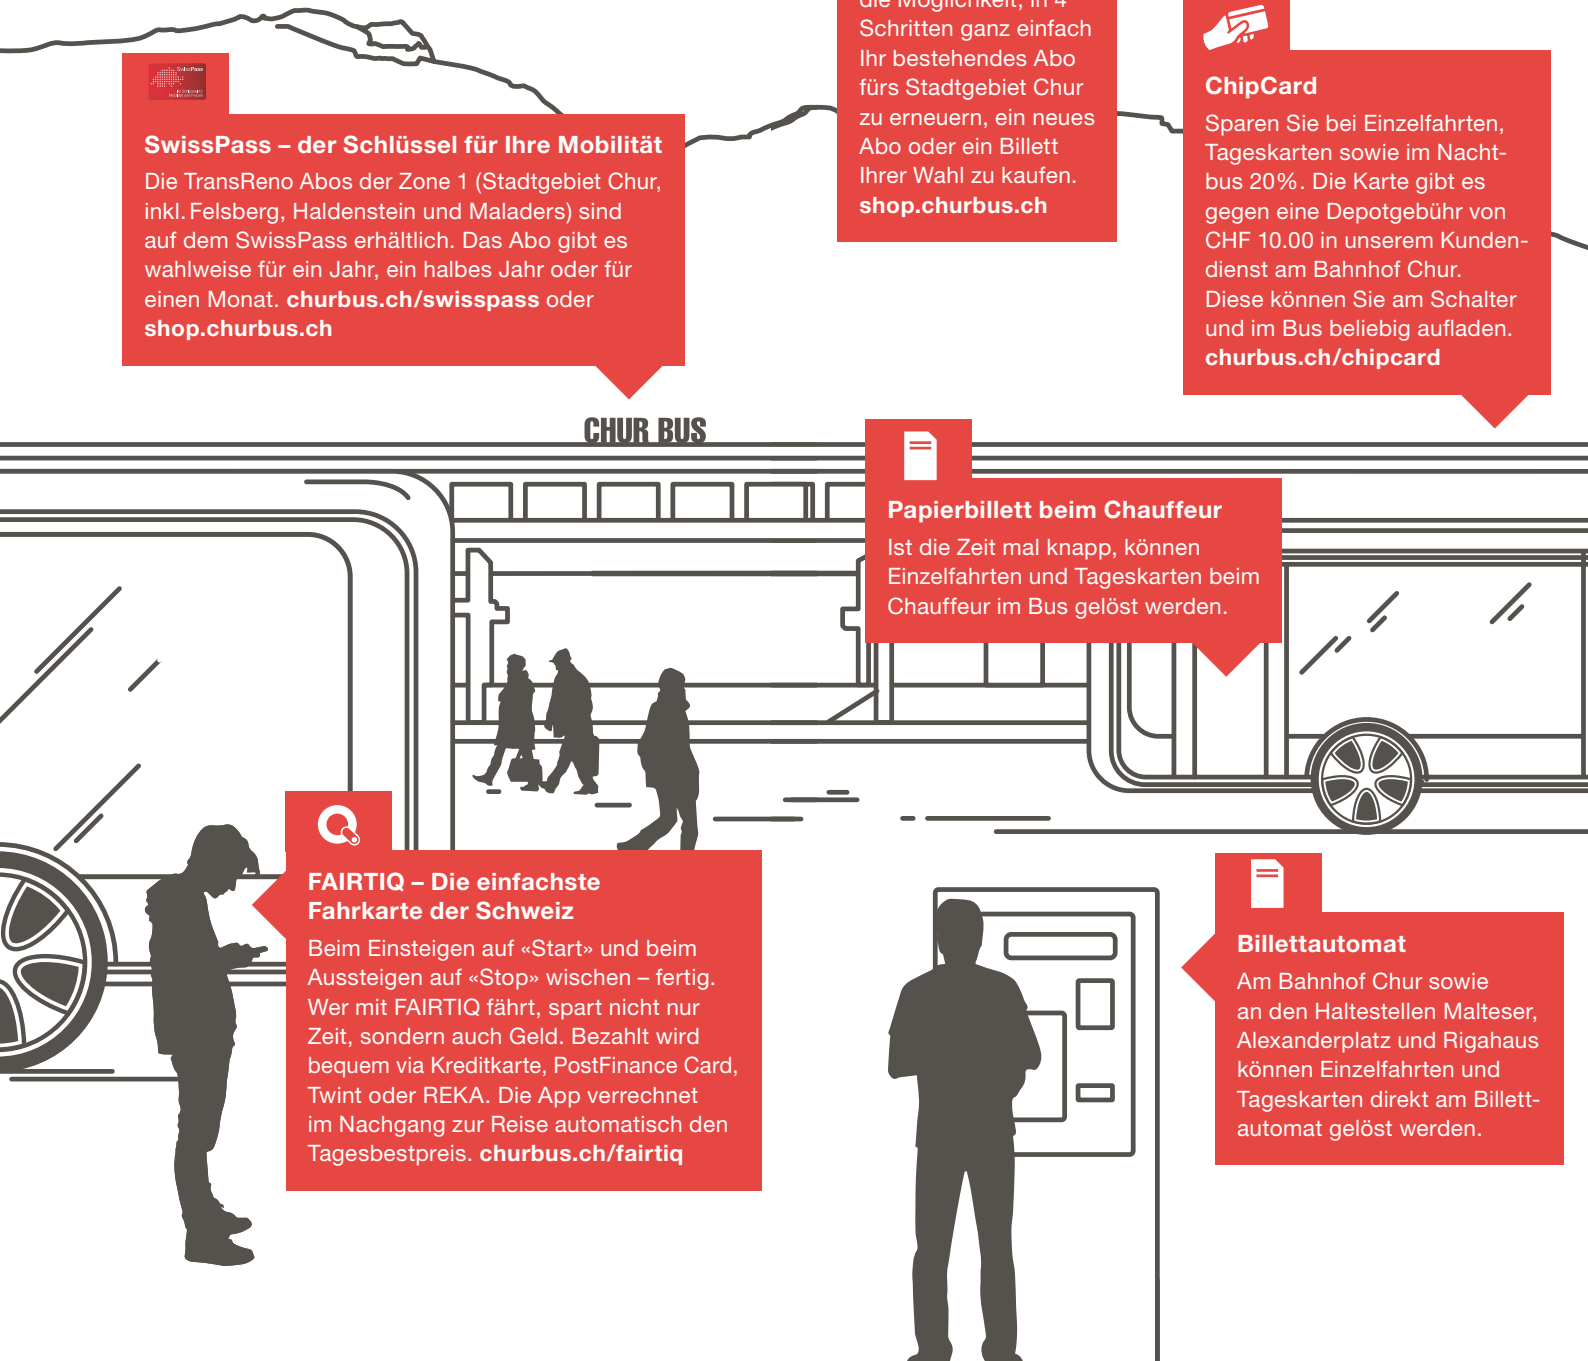 SwissPass
SwissPass – der Schlüssel für Ihre Mobilität
Die TransReno Abos der Zone 1 (Stadtgebiet Chur,
inkl. Felsberg, Haldenstein und Maladers) sind
auf dem SwissPass erhältlich. Das Abo gibt es
wahlweise für ein Jahr, ein halbes Jahr oder für
einen Monat. churbus.ch/swisspass oder
shop.churbus.ch
die Möglichkeit, in 4
Schritten ganz einfach
Ihr bestehendes Abo
fürs Stadtgebiet Chur
zu erneuern, ein neues
Abo oder ein Billett
Ihrer Wahl zu kaufen.
shop.churbus.ch
ChipCard
Sparen Sie bei Einzelfahrten,
Tageskarten sowie im Nacht-
bus 20%. Die Karte gibt es
gegen eine Depotgebühr von
CHF 10.00 in unserem Kunden-
dienst am Bahnhof Chur.
Diese können Sie am Schalter
und im Bus beliebig aufladen.
churbus.ch/chipcard
CHUR BUS
Papierbillett beim Chauffeur
Ist die Zeit mal knapp, können
Einzelfahrten und Tageskarten beim
Chauffeur im Bus gelöst werden.
FAIRTIQ – Die einfachste
Fahrkarte der Schweiz
Beim Einsteigen auf «Start» und beim
Aussteigen auf «Stop» wischen – fertig.
Wer mit FAIRTIQ fährt, spart nicht nur
Zeit, sondern auch Geld. Bezahlt wird
bequem via Kreditkarte, PostFinance Card,
Twint oder REKA. Die App verrechnet
im Nachgang zur Reise automatisch den
Tagesbestpreis. churbus.ch/fairtiq
Billettautomat
Am Bahnhof Chur sowie
an den Haltestellen Malteser,
Alexanderplatz und Rigahaus
können Einzelfahrten und
Tageskarten direkt am Billett-
automat gelöst werden.